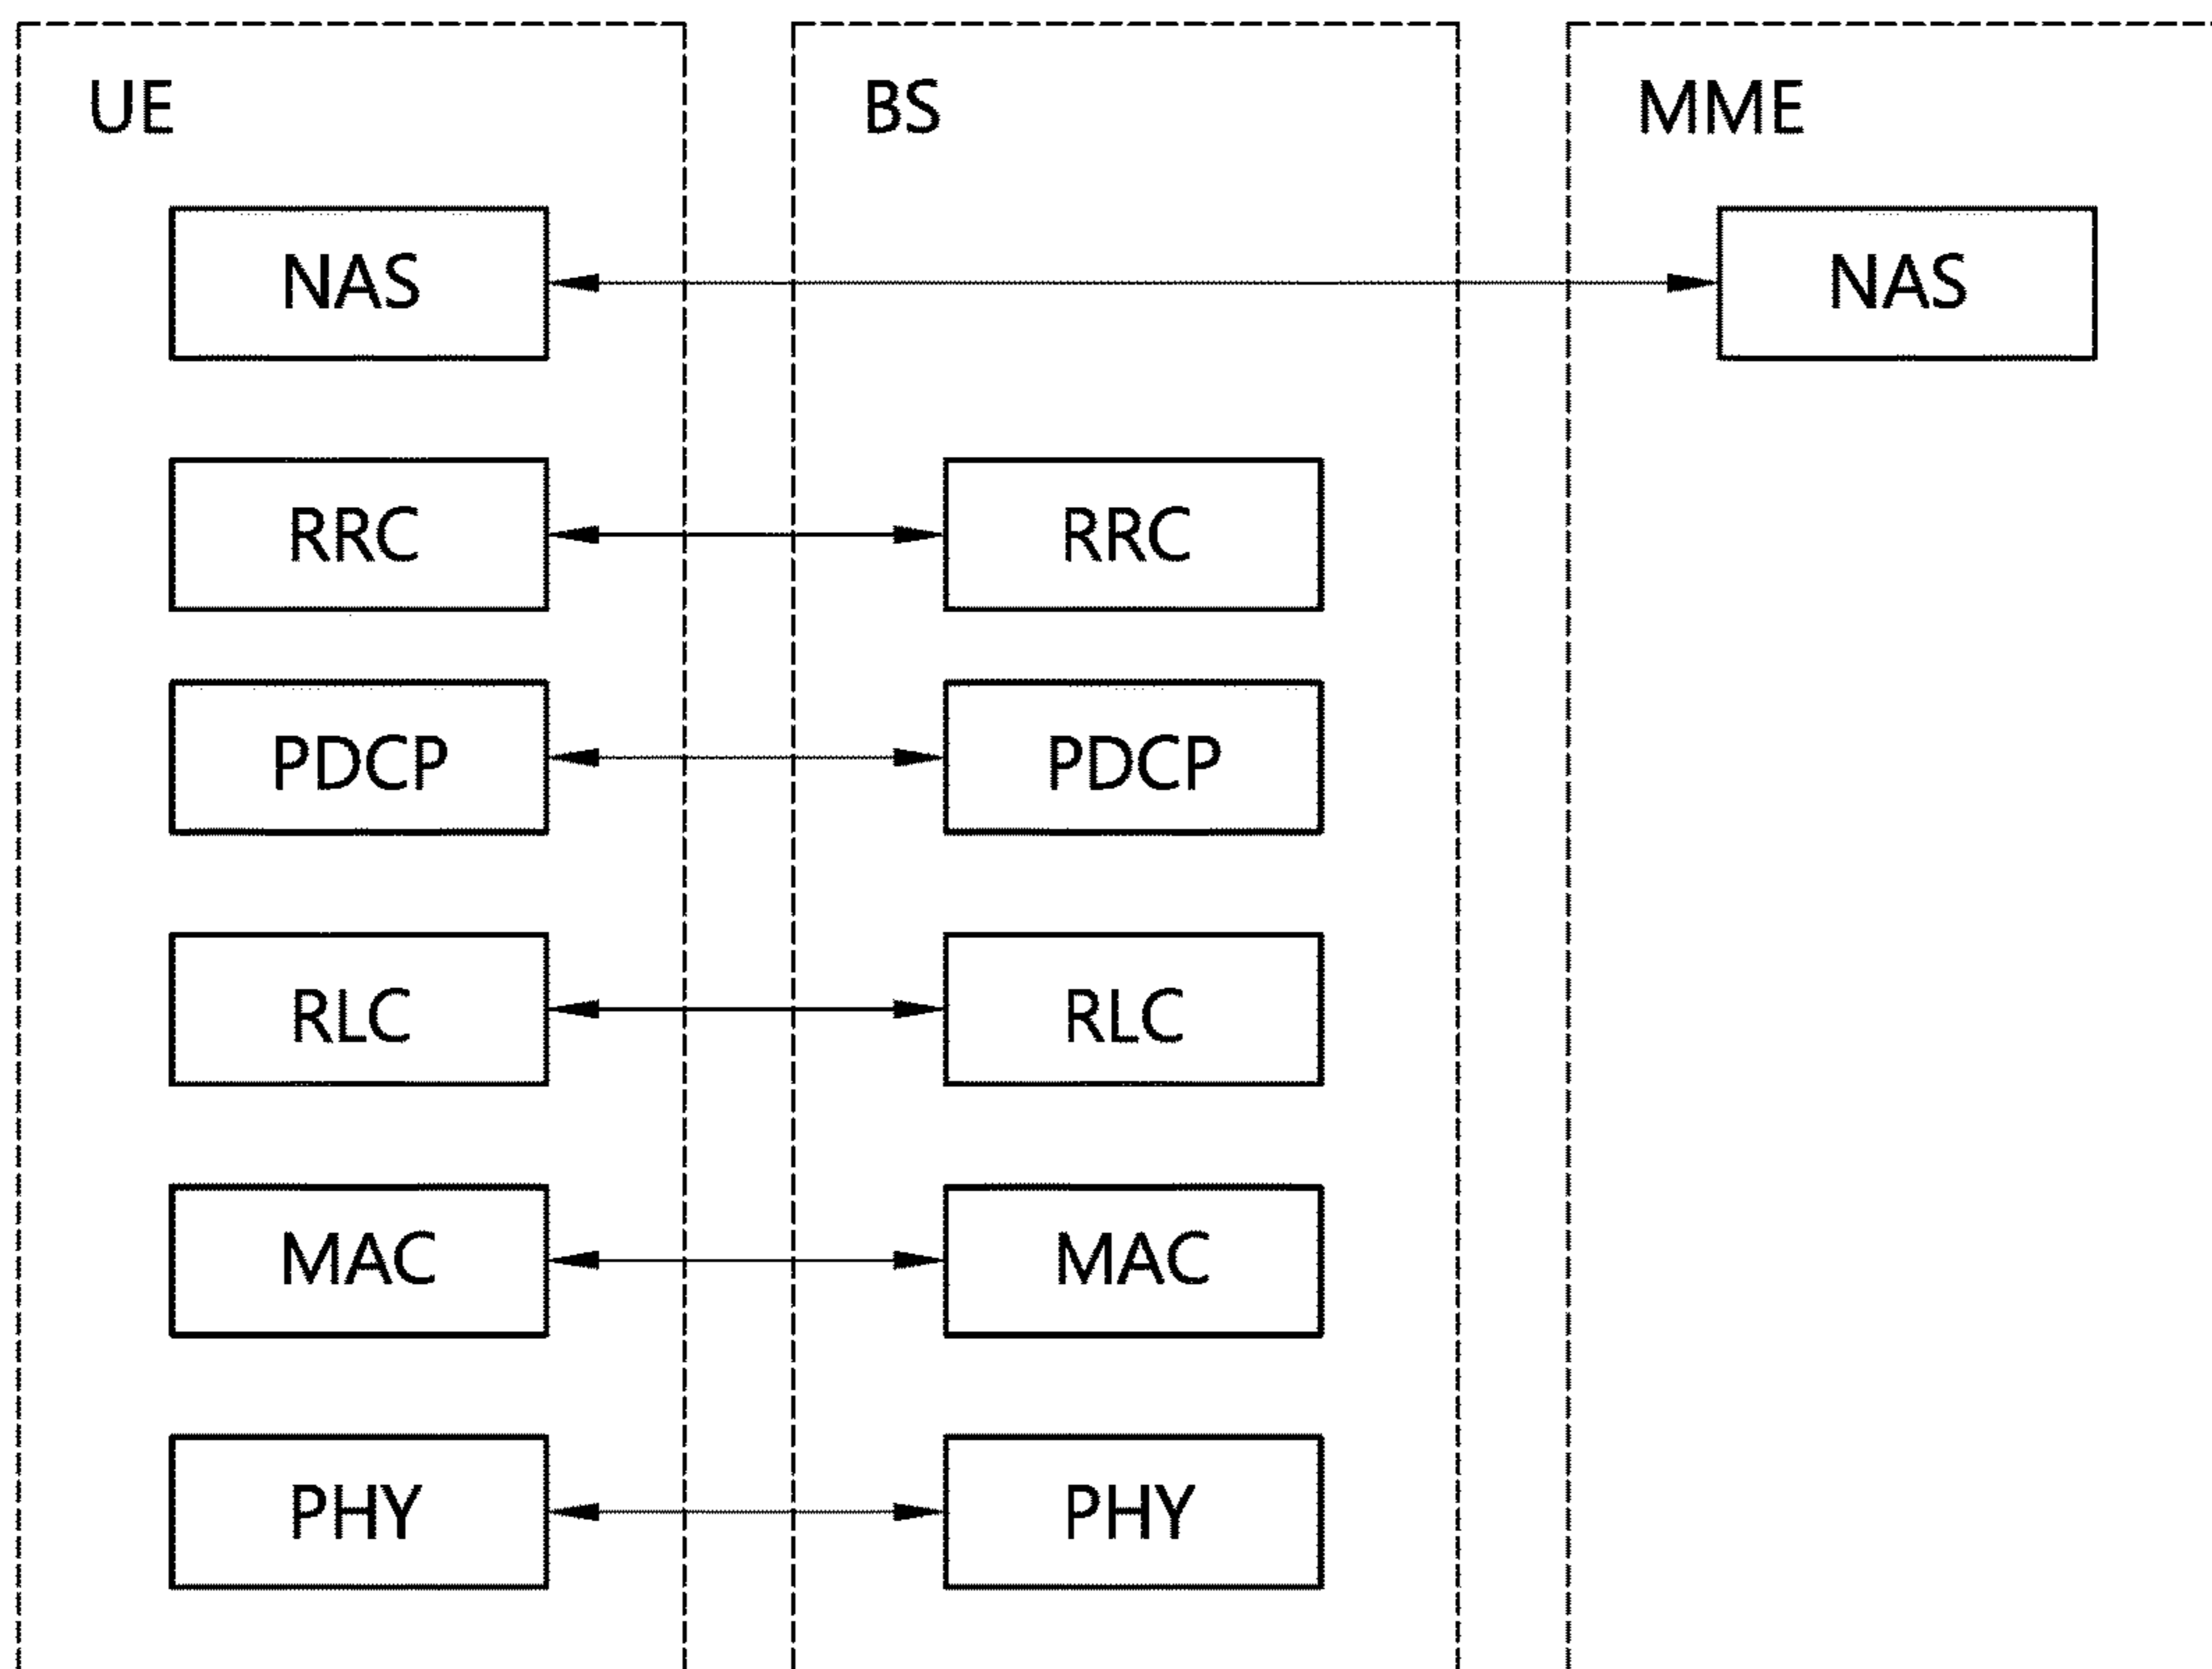 UE BS MME
NAS NAS
RRC RRC
PDCP PDCP
RLC RLC
MAC MAC
PHY PHY